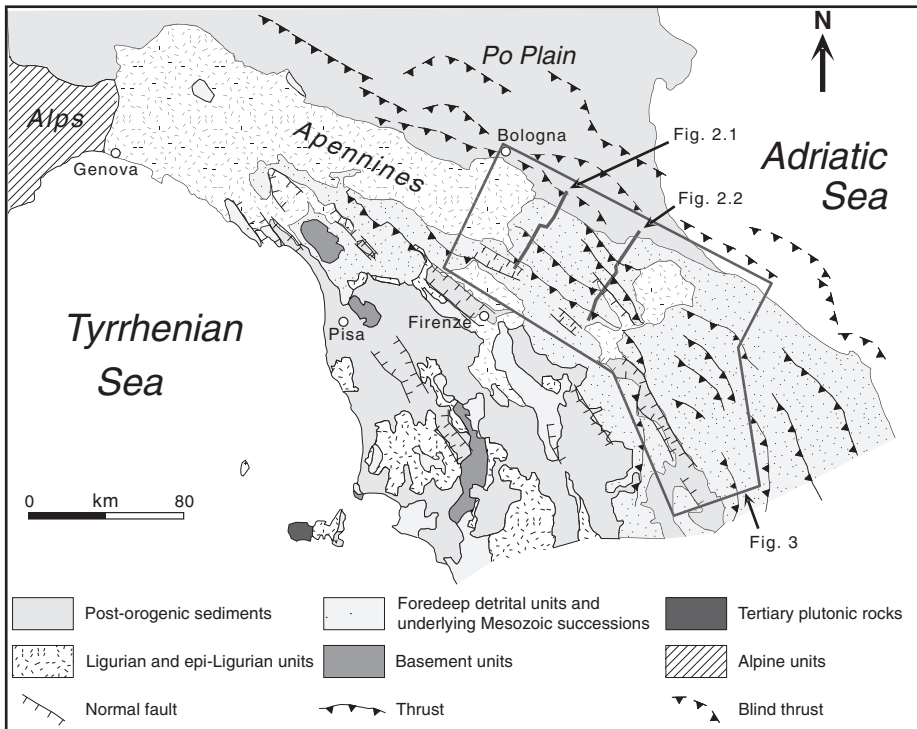 N
Po Plain
Alps
Apennines
Bologna
Fig. 2.1
Genova
Adriatic
Sea
Fig. 2.2
Tyrrhenian
Sea
Pisa
Firenze
0 km 80
Fig. 3
Post-orogenic sediments
Foredeep detrital units and
underlying Mesozoic successions
Tertiary plutonic rocks
Ligurian and epi-Ligurian units
Basement units
Alpine units
Normal fault
Thrust
Blind thrust